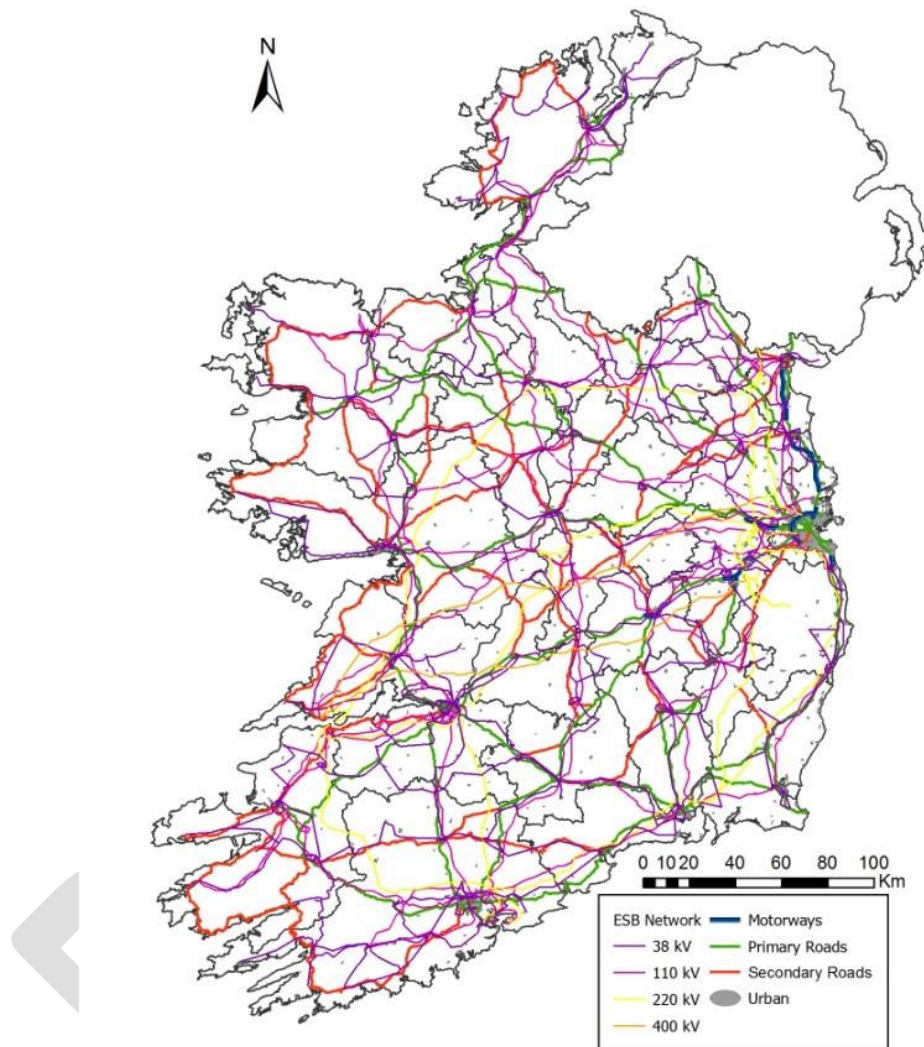 N
0 10 20 40 60 80 100
Km
ESB Network
38 kV
110 kV
220 kV
400 kV
Motorways
Primary Roads
Secondary Roads
Urban